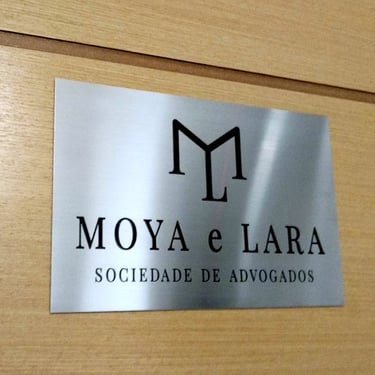 ML
MOYA e LARA
SOCIEDADE DE ADVOGADOS